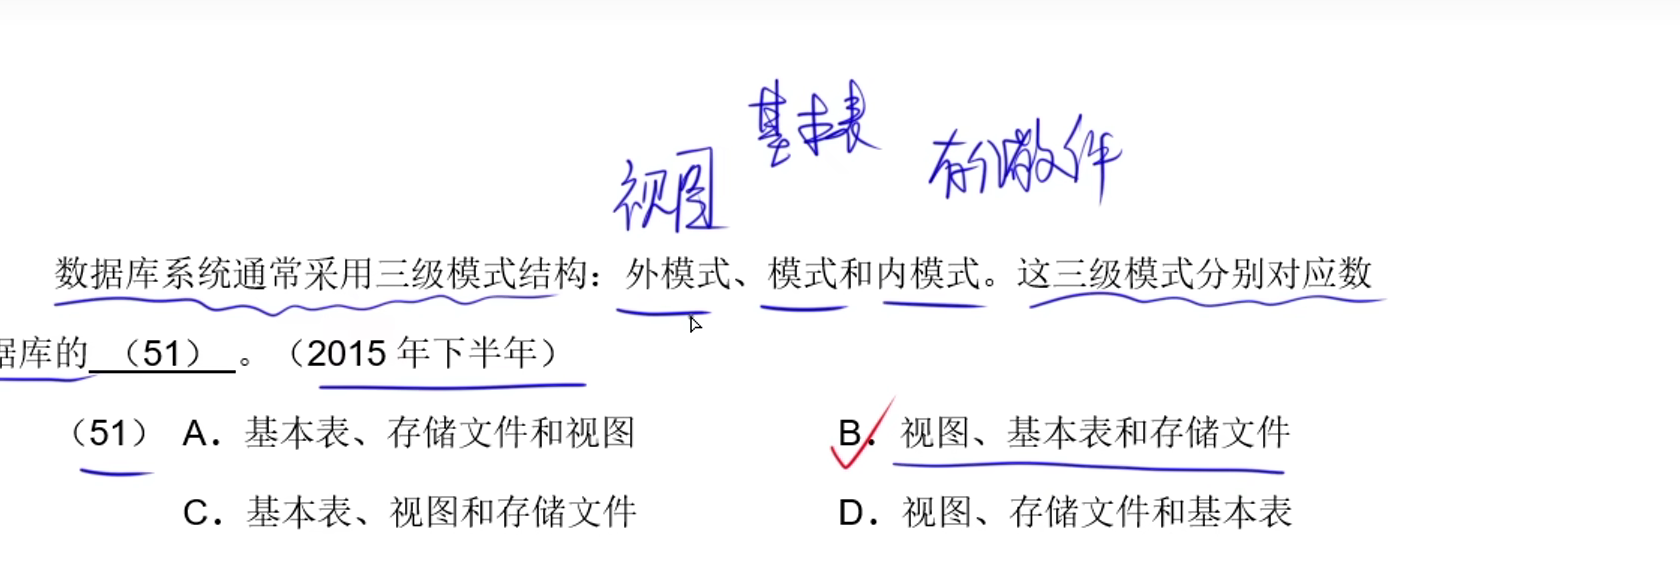 基本表
视图
存储文件
数据库系统通常采用三级模式结构：外模式、模式和内模式。这三级模式分别对应数
据库的（51）。（2015 年下半年）
（51） A．基本表、存储文件和视图 B．视图、基本表和存储文件
C．基本表、视图和存储文件 D．视图、存储文件和基本表